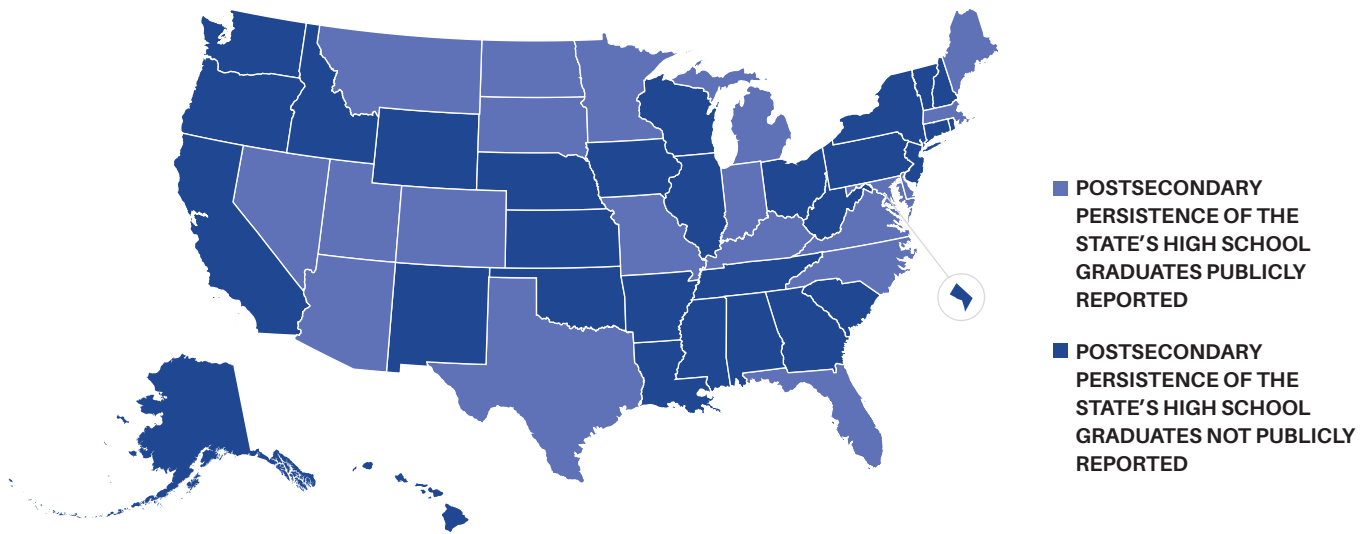 POSTSECONDARY
PERSISTENCE OF THE
STATE’S HIGH SCHOOL
GRADUATES PUBLICLY
REPORTED
POSTSECONDARY
PERSISTENCE OF THE
STATE’S HIGH SCHOOL
GRADUATES NOT PUBLICLY
REPORTED